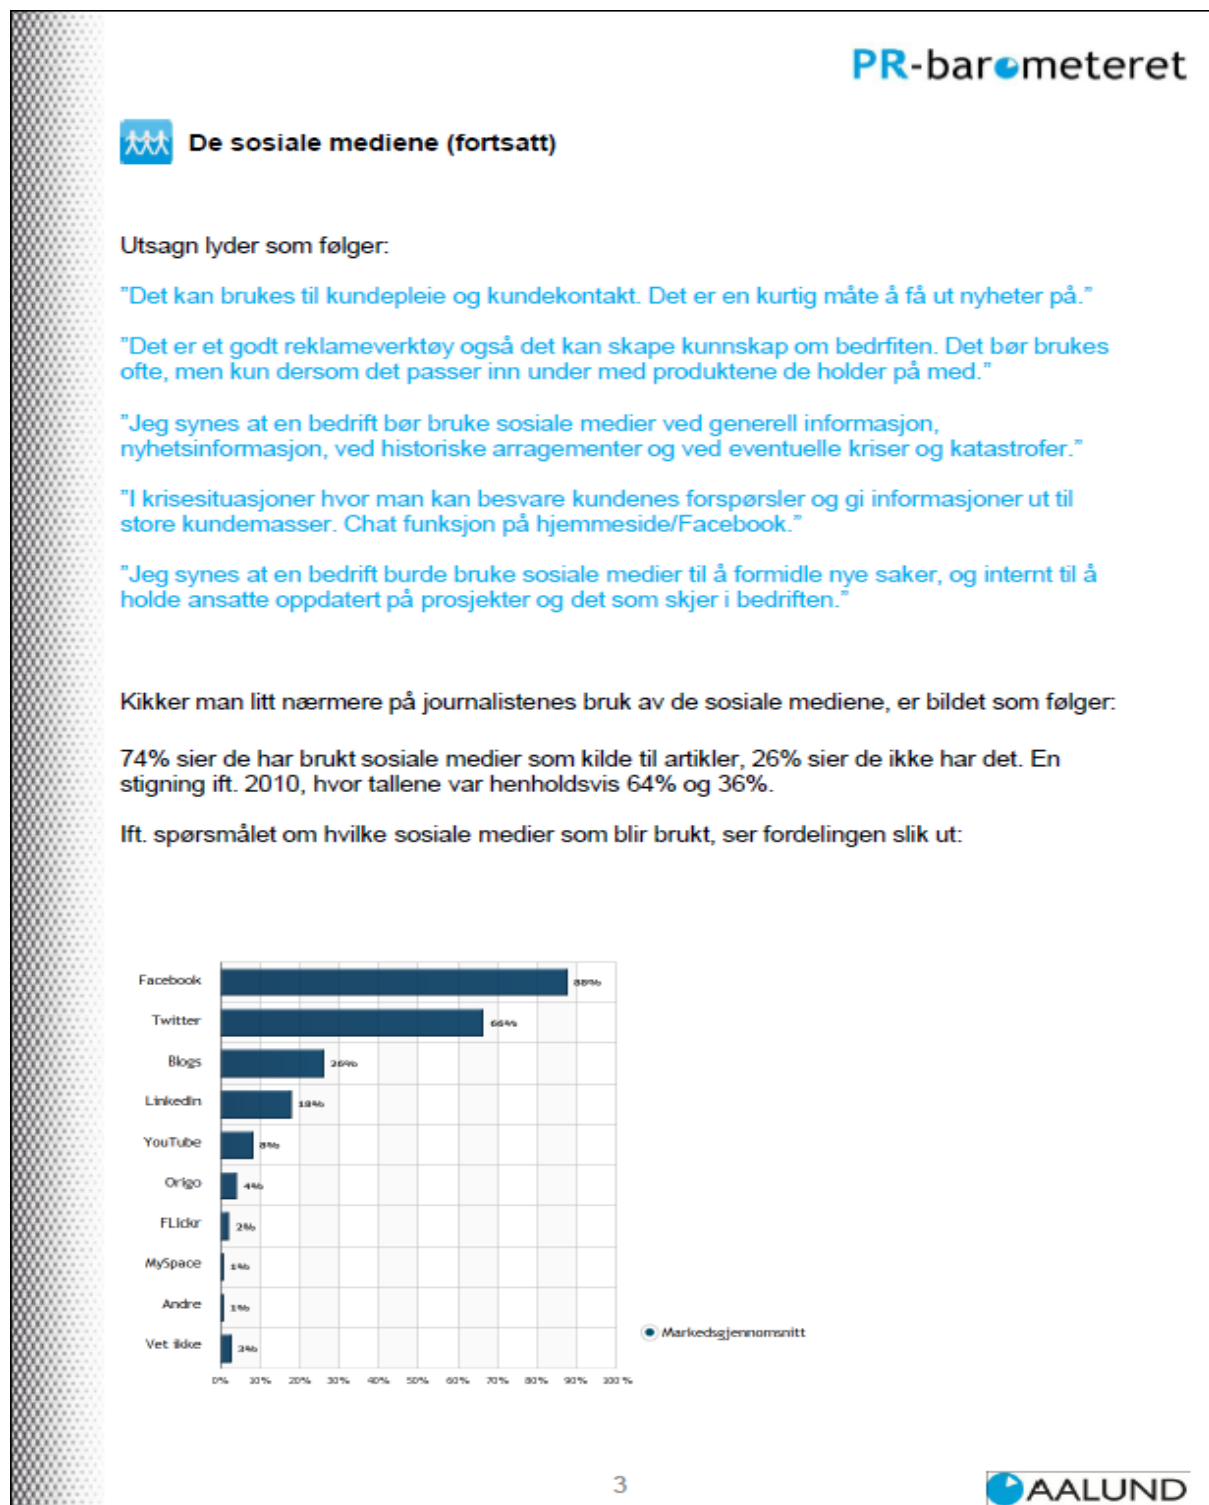 PR-barometeret
De sosiale mediene (fortsatt)
Utsagn lyder som følger:
”Det kan brukes til kundepleie og kundekontakt. Det er en kurtig måte å få ut nyheter på.”
”Det er et godt reklameverktøy også det kan skape kunnskap om bedrfiten. Det bør brukes
ofte, men kun dersom det passer inn under med produktene de holder på med.”
”Jeg synes at en bedrift bør bruke sosiale medier ved generell informasjon,
nyhetsinformasjon, ved historiske arragementer og ved eventuelle kriser og katastrofer.”
”I krisesituasjoner hvor man kan besvare kundenes forspørsler og gi informasjoner ut til
store kundemasser. Chat funksjon på hjemmeside/Facebook.”
”Jeg synes at en bedrift burde bruke sosiale medier til å formidle nye saker, og internt til å
holde ansatte oppdatert på prosjekter og det som skjer i bedriften.”
Kikker man litt nærmere på journalistenes bruk av de sosiale mediene, er bildet som følger:
74% sier de har brukt sosiale medier som kilde til artikler, 26% sier de ikke har det. En
stigning ift. 2010, hvor tallene var henholdsvis 64% og 36%.
Ift. spørsmålet om hvilke sosiale medier som blir brukt, ser fordelingen slik ut:
Facebook 88%
Twitter 66%
Blogs 26%
LinkedIn 18%
YouTube 8%
Origo 4%
FLickr 2%
MySpace 1%
Andre 1%
Vet ikke 3%
Markedsgjennomsnitt
0% 10% 20% 30% 40% 50% 60% 70% 80% 90% 100%
3
AALUND